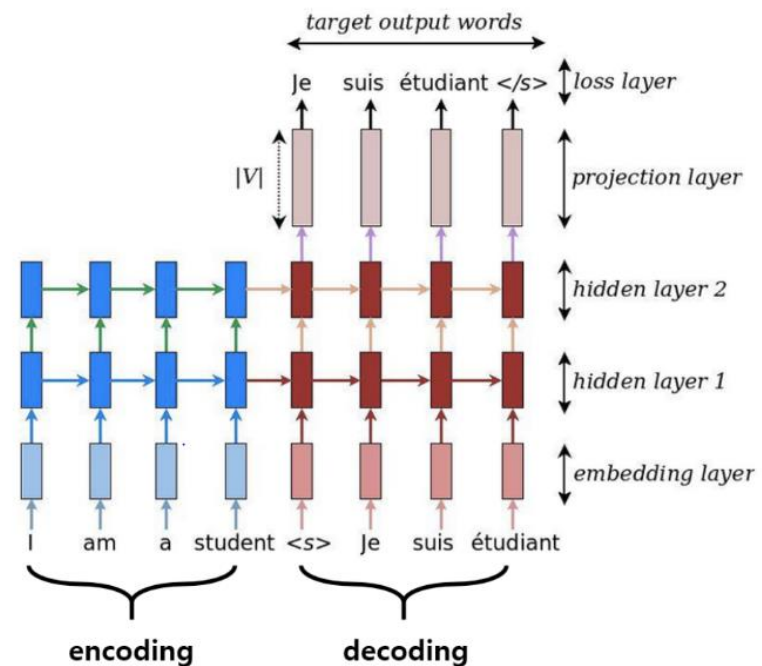 target output words
Je suis étudiant </s> loss layer
|V| projection layer
hidden layer 2
hidden layer 1
embedding layer
I am a student <s> Je suis étudiant
encoding decoding